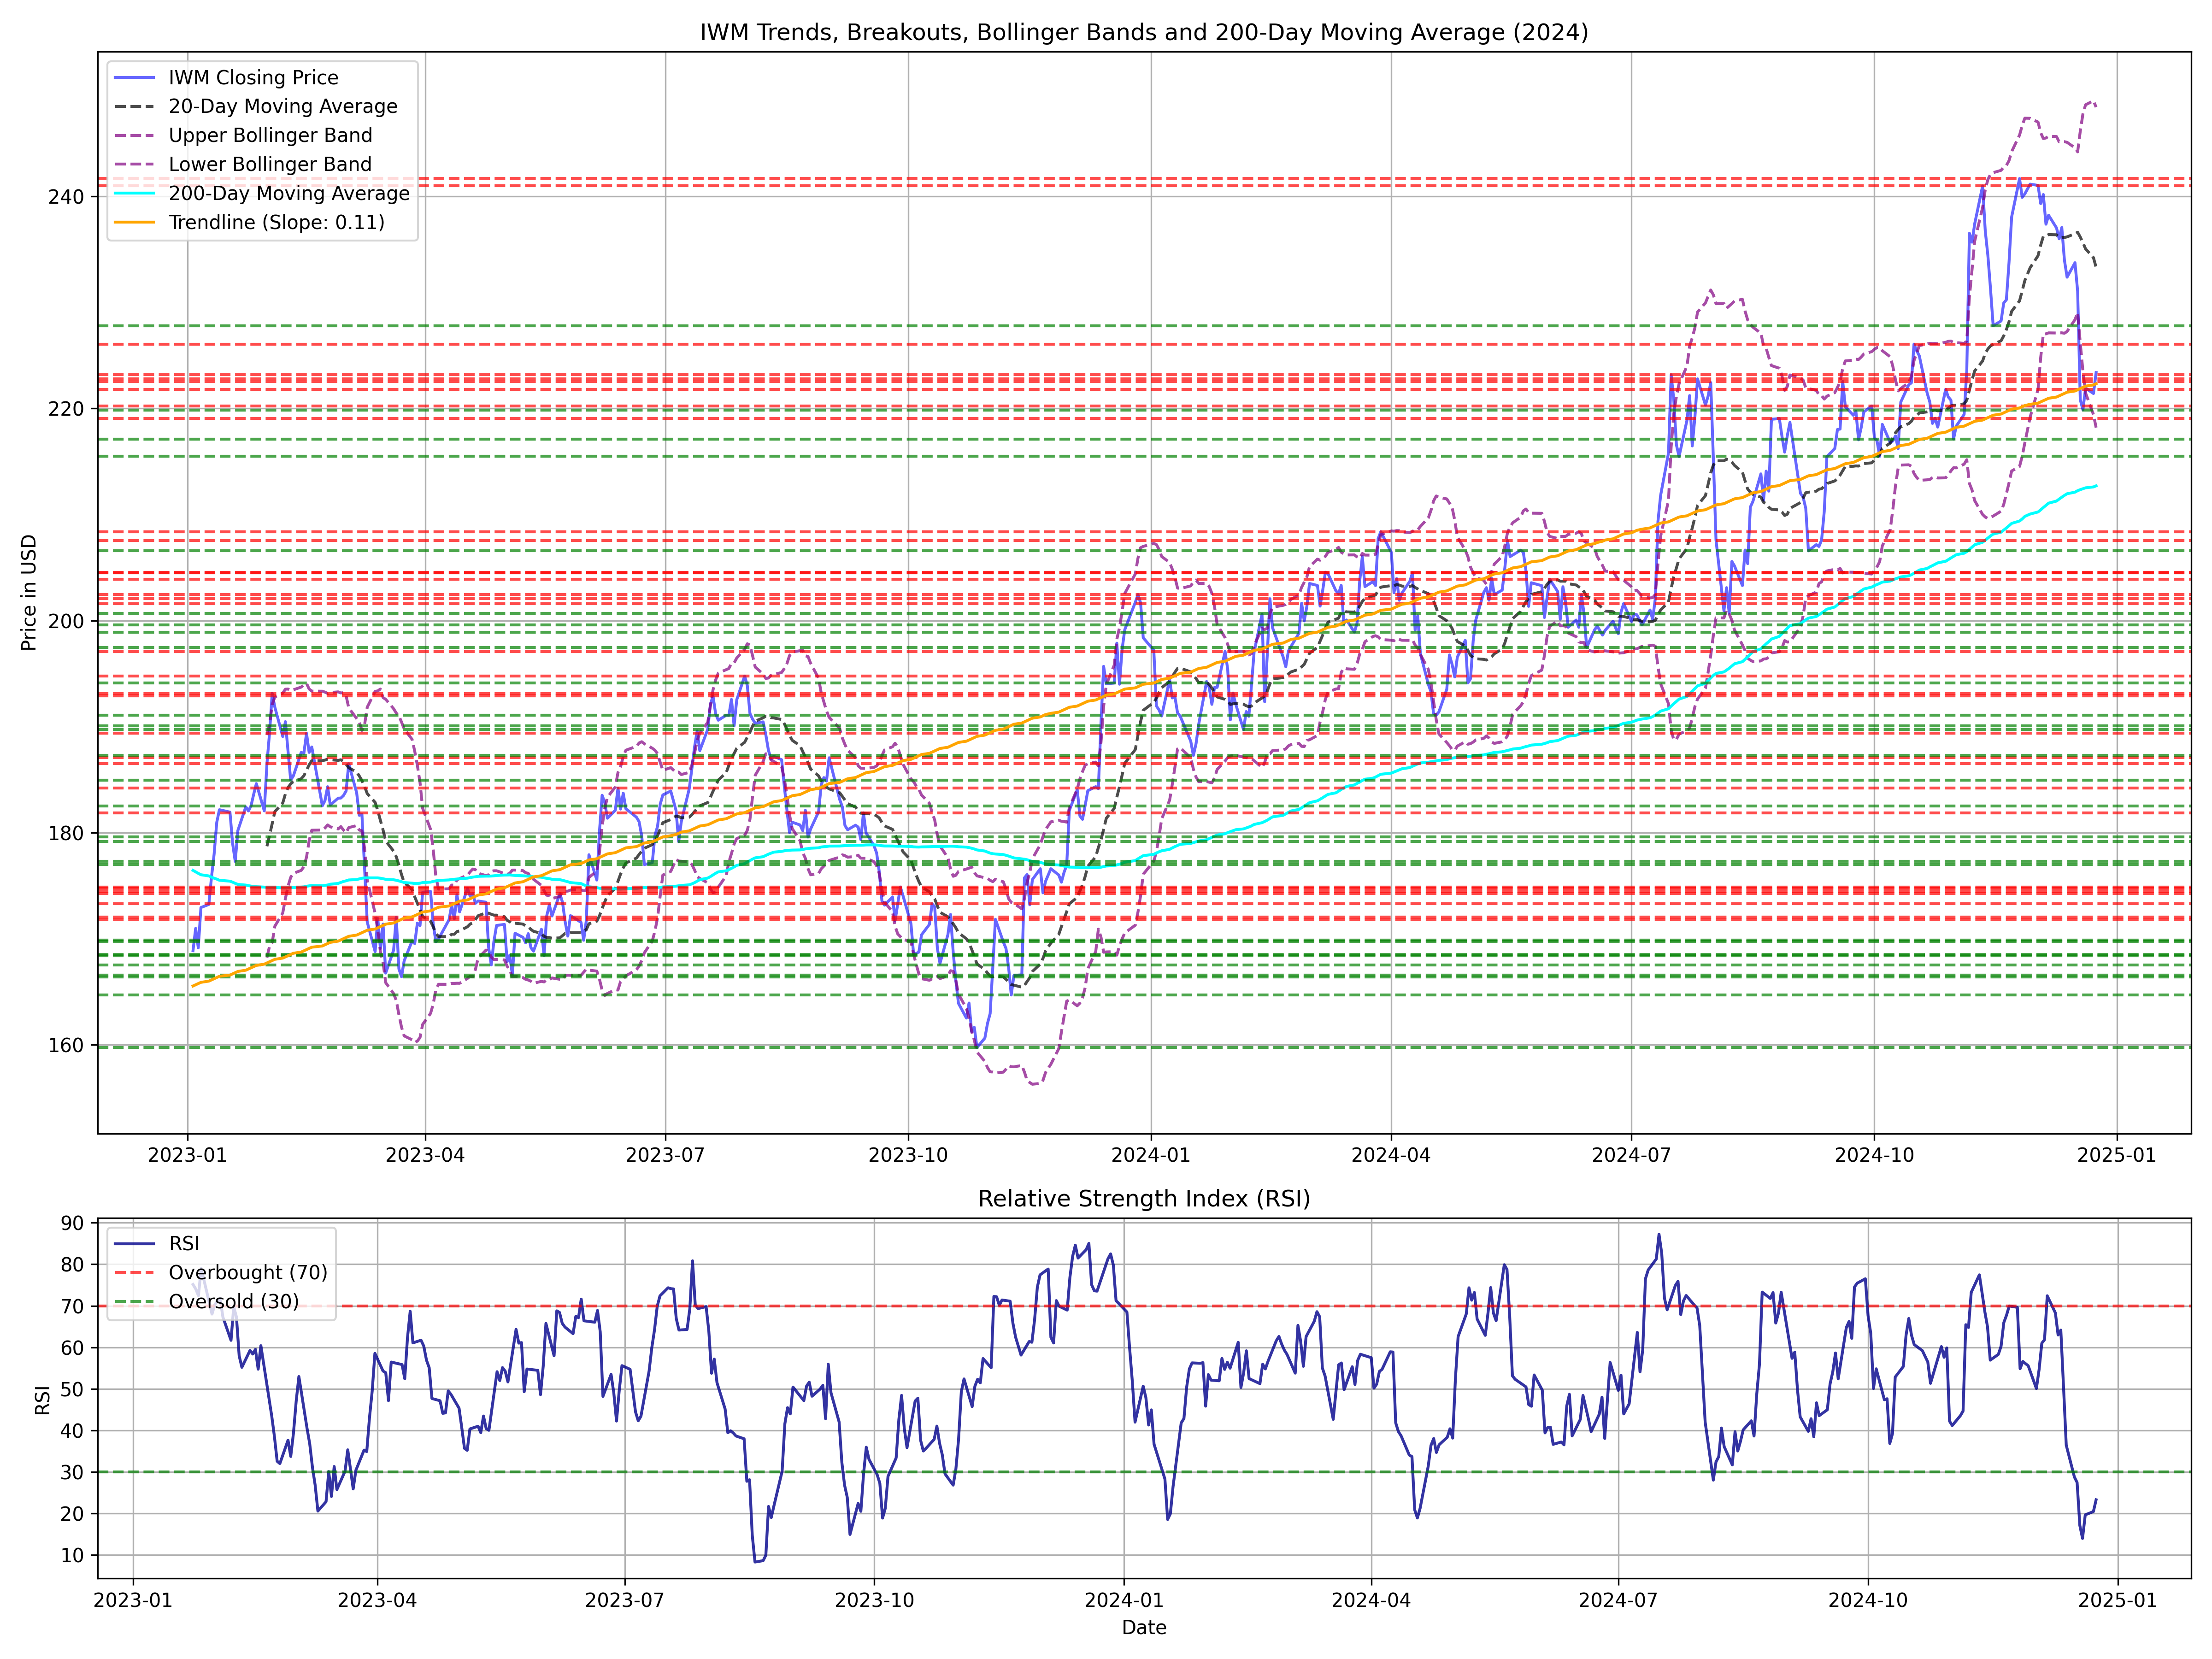 IWM Trends, Breakouts, Bollinger Bands and 200-Day Moving Average (2024)
IWM Closing Price
20-Day Moving Average
Upper Bollinger Band
Lower Bollinger Band
200-Day Moving Average
Trendline (Slope: 0.11)
Price in USD
240
220
200
180
160
2023-01 2023-04 2023-07 2023-10 2024-01 2024-04 2024-07 2024-10 2025-01
Relative Strength Index (RSI)
RSI
Overbought (70)
Oversold (30)
RSI
90
80
70
60
50
40
30
20
10
2023-01 2023-04 2023-07 2023-10 2024-01 2024-04 2024-07 2024-10 2025-01
Date